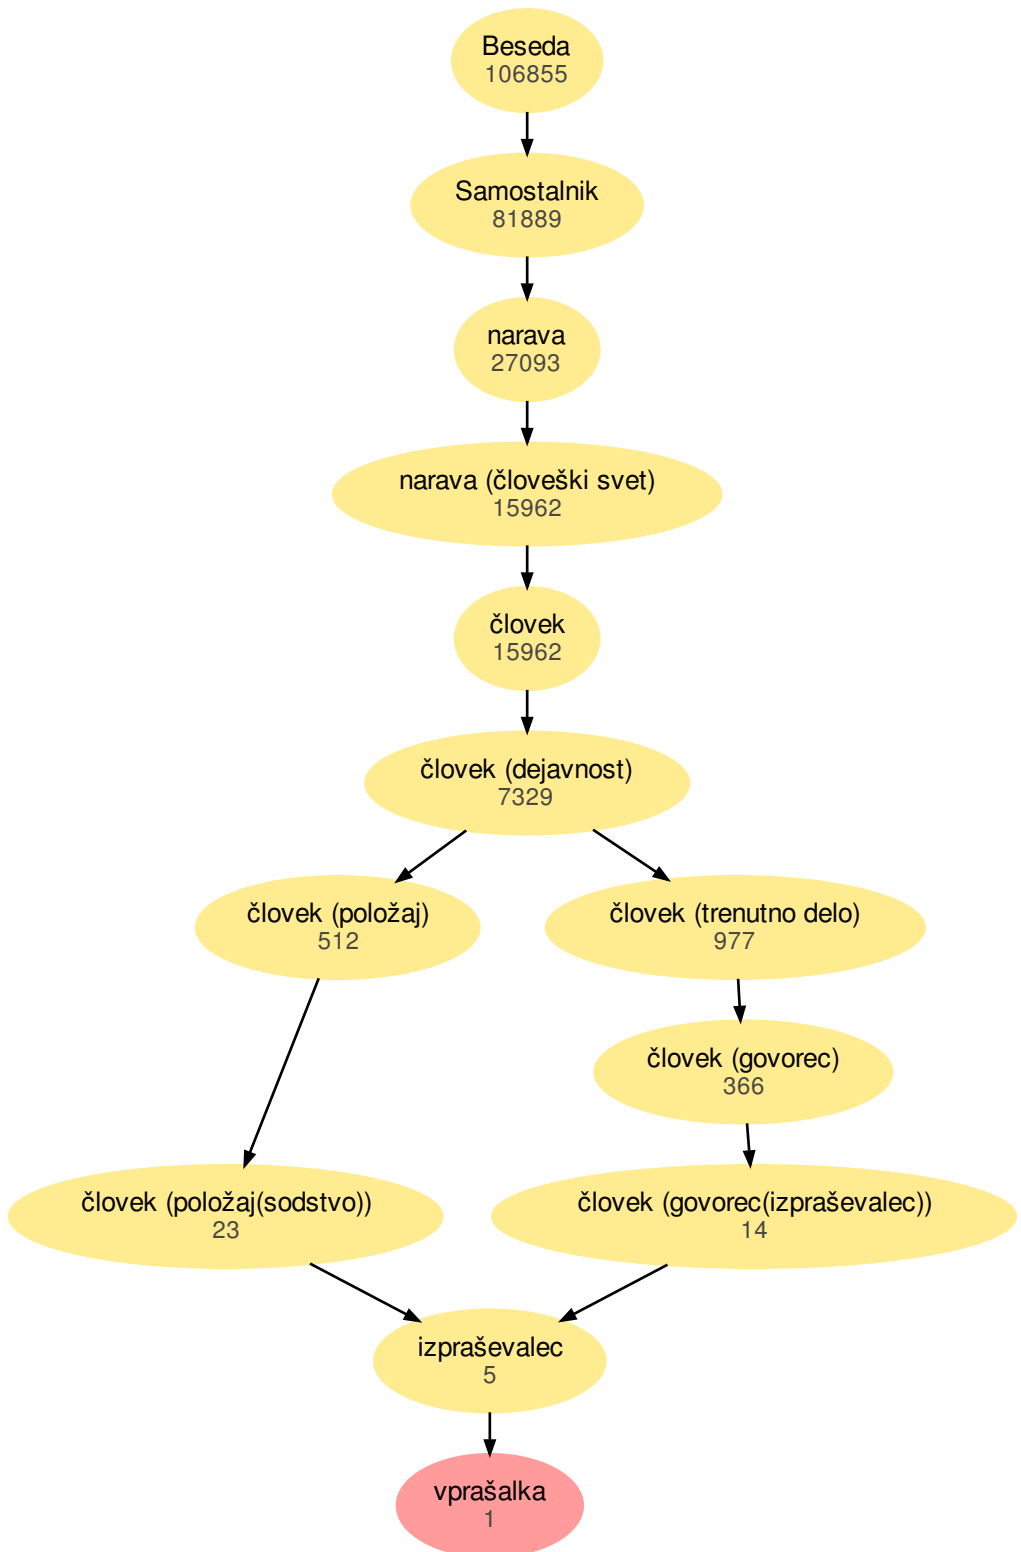 Beseda
106855
Samostalnik
81889
narava
27093
narava (človeški svet)
15962
človek
15962
človek (dejavnost)
7329
človek (položaj)
512
človek (trenutno delo)
977
človek (govorec)
366
človek (položaj(sodstvo))
23
človek (govorec(izpraševalec))
14
izpraševalec
5
vprašalka
1